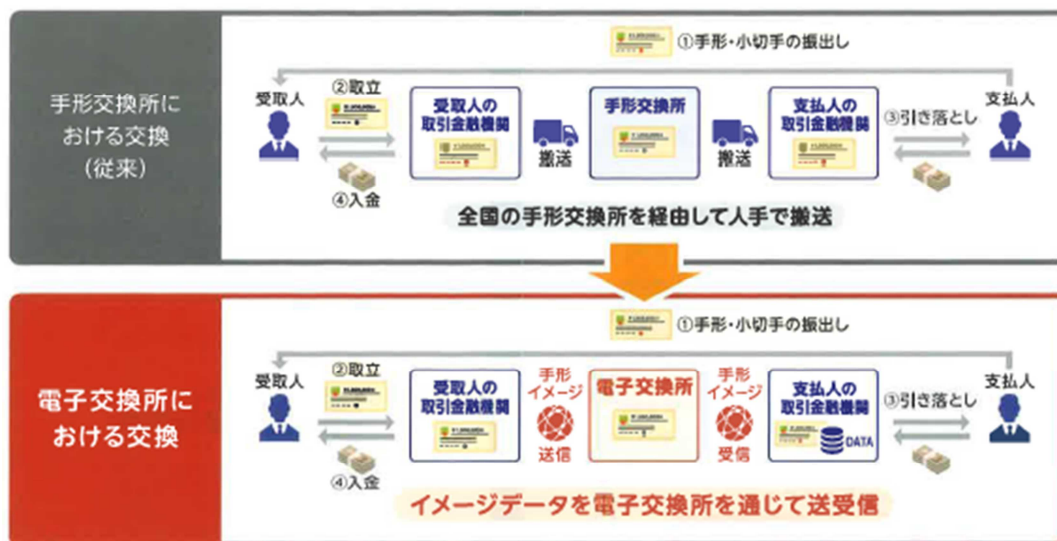 手形交換所に
おける交換
（従来）
①手形・小切手の振出し
受取人
②取立
④入金
受取人の
取引金融機関
搬送
手形交換所
搬送
支払人の
取引金融機関
③引き落とし
支払人
全国の手形交換所を経由して人手で搬送
電子交換所に
おける交換
①手形・小切手の振出し
受取人
②取立
④入金
受取人の
取引金融機関
手形
イメージ
送信
電子交換所
手形
イメージ
受信
支払人の
取引金融機関
DATA
③引き落とし
支払人
イメージデータを電子交換所を通じて送受信